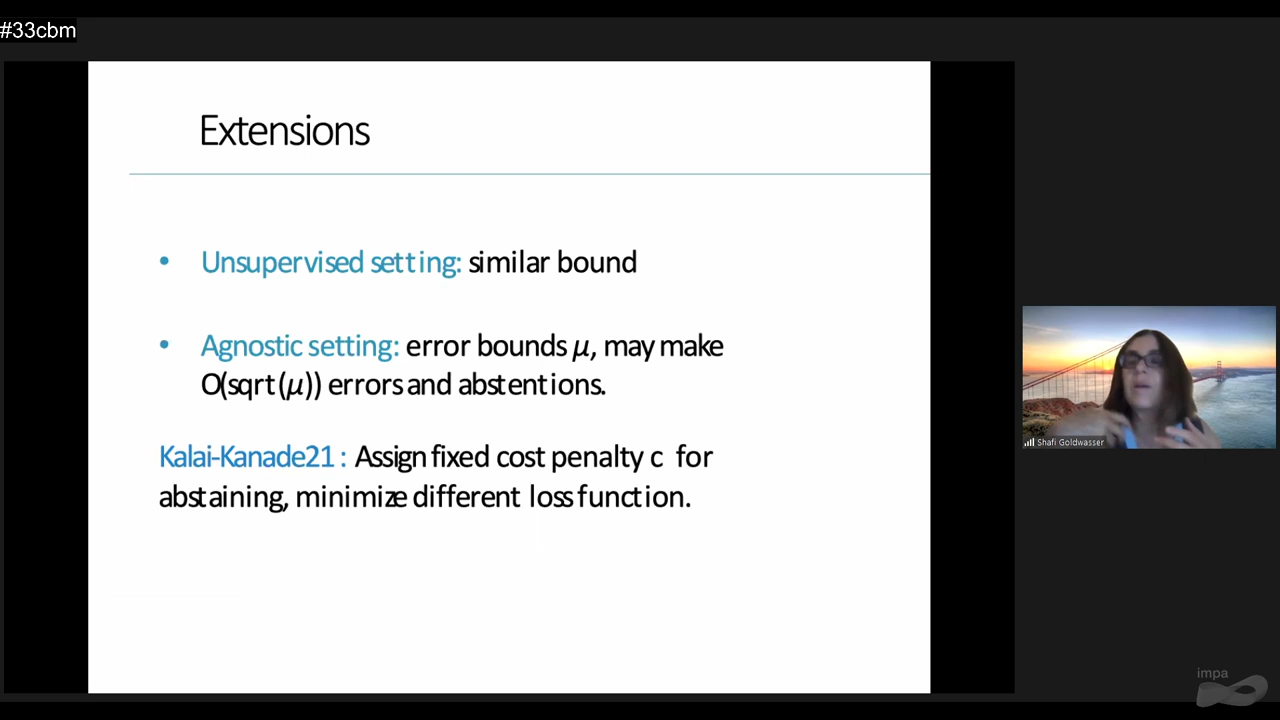 #33cbm
Extensions
• Unsupervised setting: similar bound
• Agnostic setting: error bounds μ, may make
O(sqrt(μ)) errors and abstentions.
Kalai-Kanade21 : Assign fixed cost penalty c for
abstaining, minimize different loss function.
Shafi Goldwasser
impa